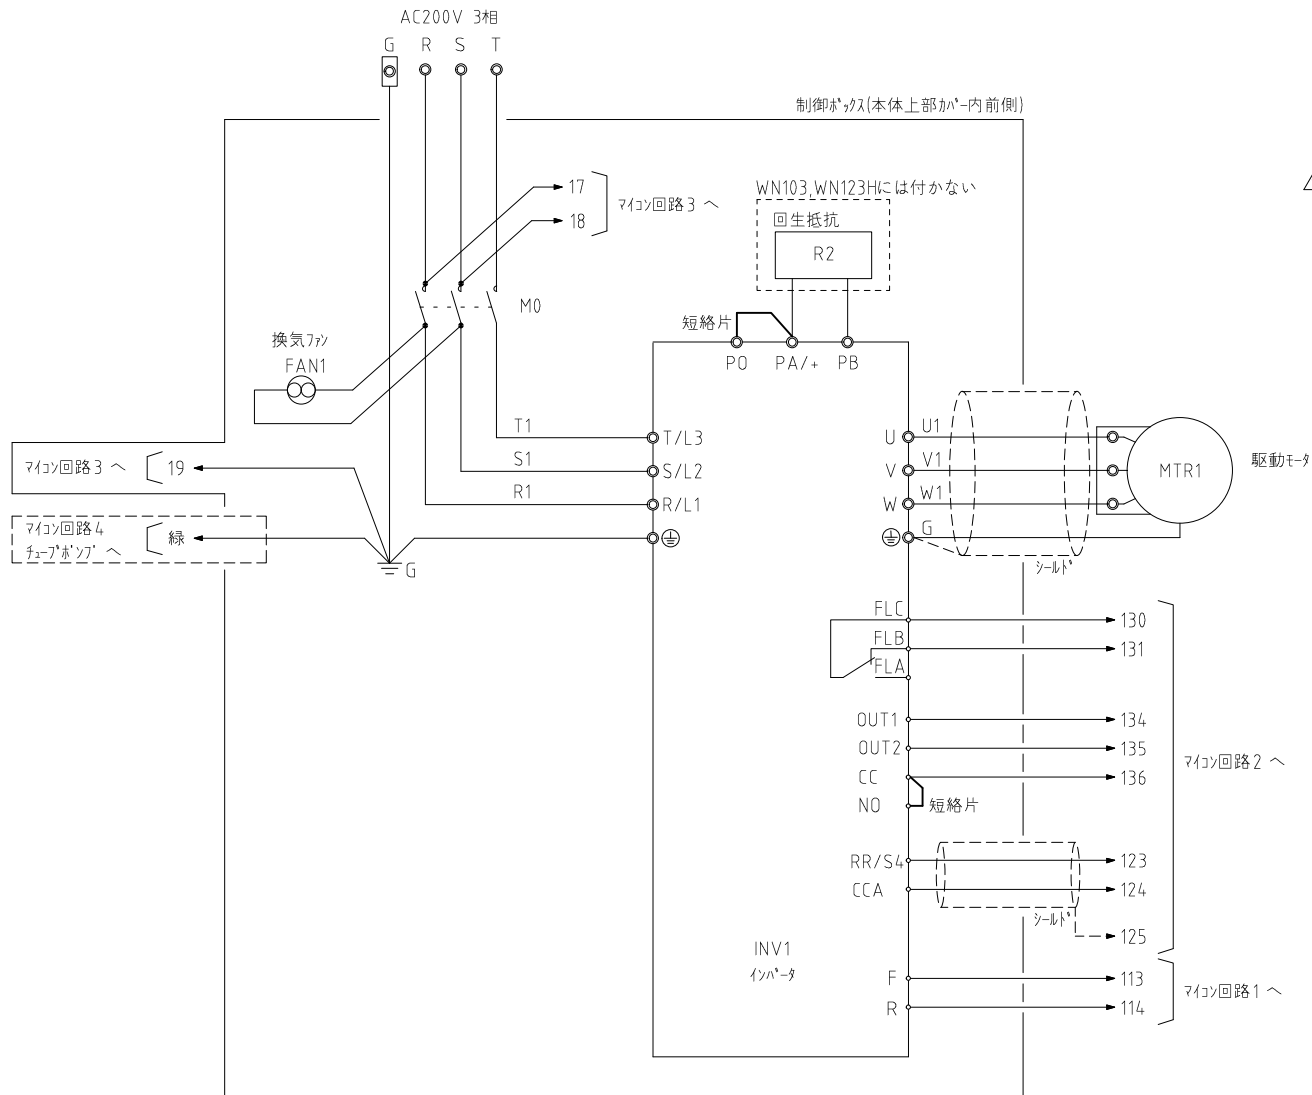 AC200V 3相
G R S T
制御ボックス(本体上部カバー内前側)
17
18
マイコン回路3 へ
WN103,WN123Hには付かない
回生抵抗
R2
M0
短絡片
PO PA/+ PB
換気ファン
FAN1
T1
T/L3
S1
S/L2
R1
R/L1
U
U1
V
V1
W
W1
G
MTR1
駆動モータ
シールド
マイコン回路3 へ
19
マイコン回路4
チューブポンプ へ
緑
G
FLC
130
FLB
131
FLA
OUT1
134
OUT2
135
CC
136
NO
短絡片
マイコン回路2 へ
RR/S4
123
CCA
124
シールド
125
INV1
インバータ
F
113
R
114
マイコン回路1 へ